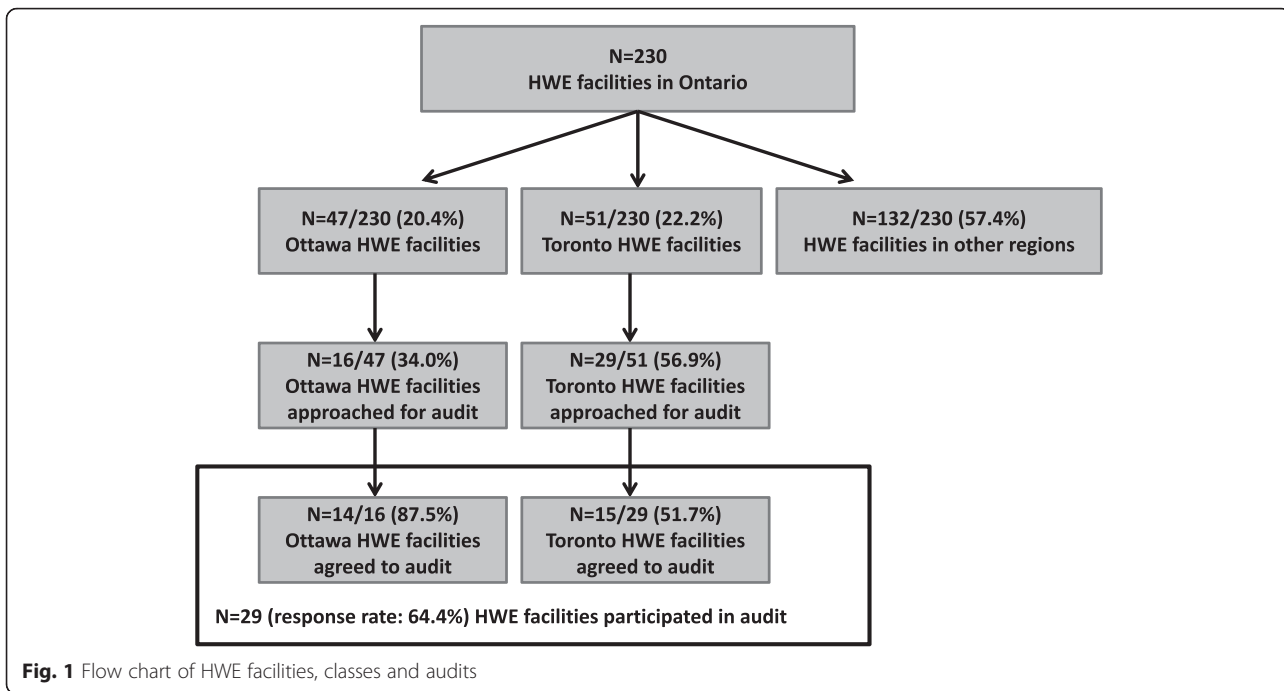 N=230
HWE facilities in Ontario
N=47/230 (20.4%)
Ottawa HWE facilities
N=51/230 (22.2%)
Toronto HWE facilities
N=132/230 (57.4%)
HWE facilities in other regions
N=16/47 (34.0%)
Ottawa HWE facilities
approached for audit
N=29/51 (56.9%)
Toronto HWE facilities
approached for audit
N=14/16 (87.5%)
Ottawa HWE facilities
agreed to audit
N=15/29 (51.7%)
Toronto HWE facilities
agreed to audit
N=29 (response rate: 64.4%) HWE facilities participated in audit
Fig. 1 Flow chart of HWE facilities, classes and audits